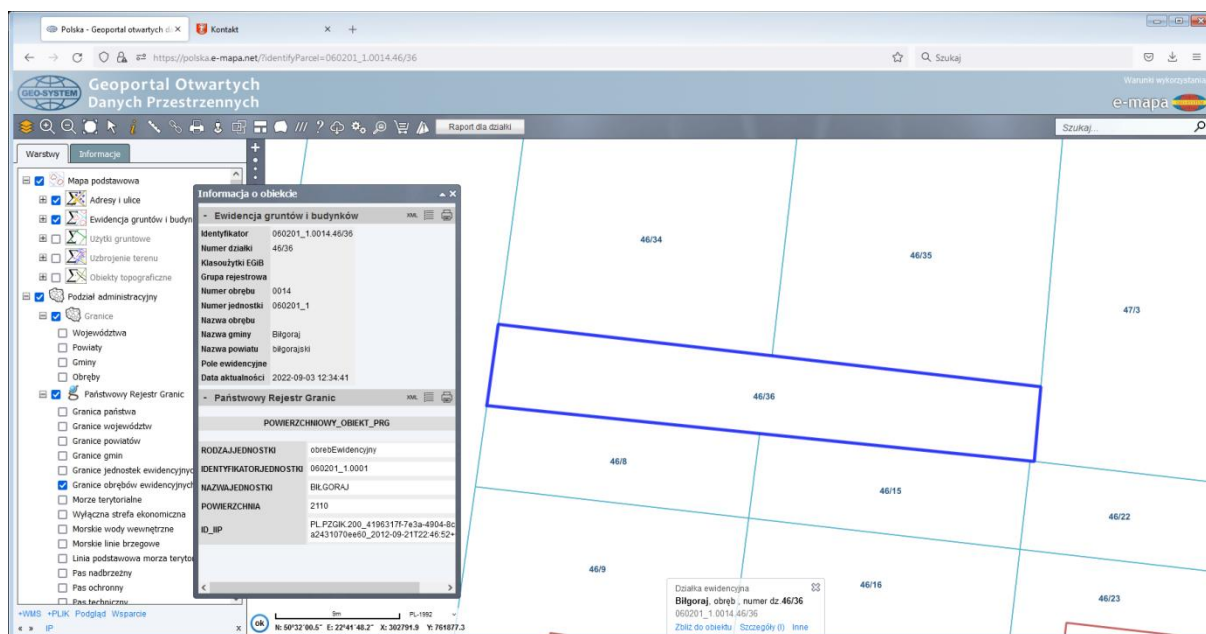 Polska - Geoportal otwartych d
Kontakt
https://polska.e-mapa.net/?identifyParcel=060201_1.0014.46/36
Szukaj
GEO-SYSTEM
Geoportal Otwartych
Danych Przestrzennych
Warunki wykorzystania
e-mapa
Raport dla działki
Szukaj...
Warstwy
Informacje
Mapa podstawowa
Adresy i ulice
Ewidencja gruntów i budyn
Użytki gruntowe
Uzbrojenie terenu
Obiekty topograficzne
Podział administracyjny
Granice
Województwa
Powiaty
Gminy
Obręby
Państwowy Rejestr Granic
Granica państwa
Granice województw
Granice powiatów
Granice gmin
Granice jednostek ewidencyjnyc
Granice obrębów ewidencyjnych
Morze terytorialne
Wyłączna strefa ekonomiczna
Morskie wody wewnętrzne
Morskie linie brzegowe
Linia podstawowa morza terytor
Pas nadbrzeżny
Pas ochronny
Pas techniczny
+WMS +PLIK Podgląd Wsparcie
« » IP x
Informacja o obiekcie
- Ewidencja gruntów i budynków XML
Identyfikator 060201_1.0014.46/36
Numer działki 46/36
Klasoużytki EGiB
Grupa rejestrowa
Numer obrębu 0014
Numer jednostki 060201_1
Nazwa obrębu
Nazwa gminy Biłgoraj
Nazwa powiatu biłgorajski
Pole ewidencyjne
Data aktualności 2022-09-03 12:34:41
- Państwowy Rejestr Granic XML
POWIERZCHNIOWY_OBIEKT_PRG
RODZAJJEDNOSTKI obrebEwidencyjny
IDENTYFIKATORJEDNOSTKI 060201_1.0001
NAZWAJEDNOSTKI BIŁGORAJ
POWIERZCHNIA 2110
ID_IIP PL.PZGIK.200_4196317f-7e3a-4904-8c
a2431070ee60_2012-09-21T22:46:52+
46/34
46/35
47/3
46/36
46/8
46/15
46/22
46/9
46/16
46/23
Działka ewidencyjna
Biłgoraj, obręb , numer dz.46/36
060201_1.0014.46/36
Zbliż do obiektu Szczegóły (I) Inne
ok
9m
PL-1992
N: 50°32'00.5" E: 22°41'48.2" X: 302791.9 Y: 761877.3